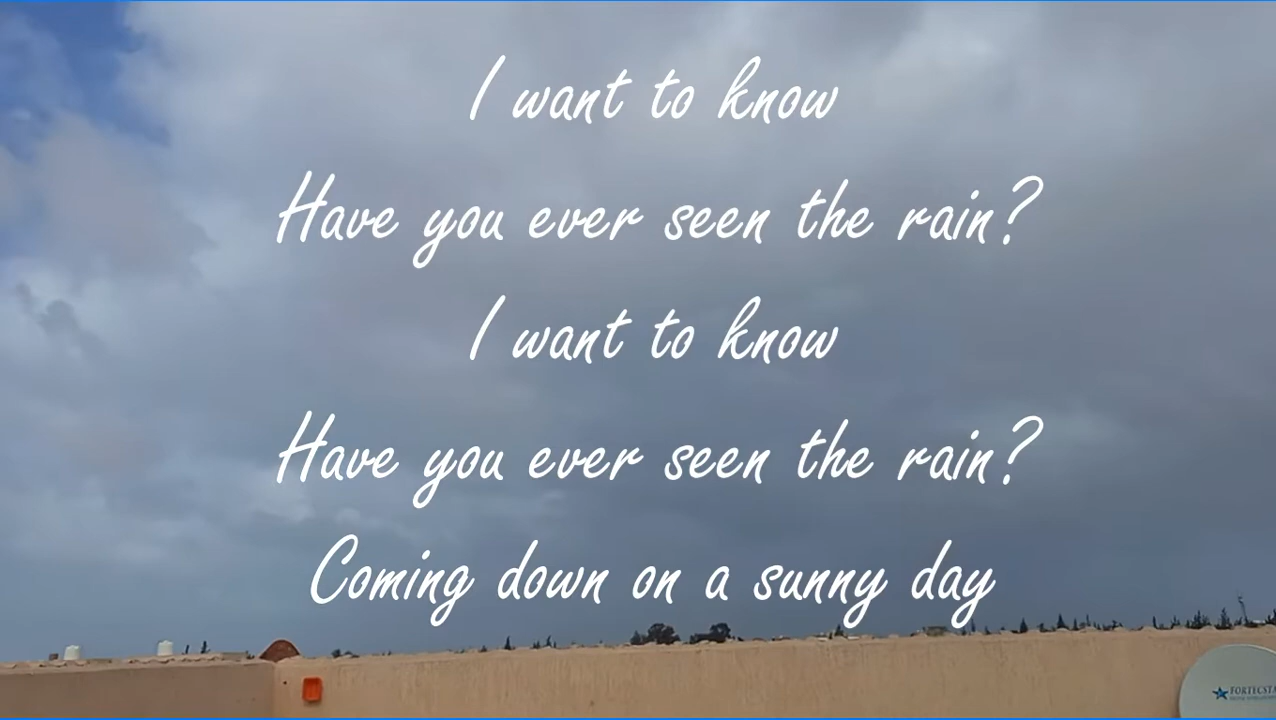 I want to know
Have you ever seen the rain?
I want to know
Have you ever seen the rain?
Coming down on a sunny day